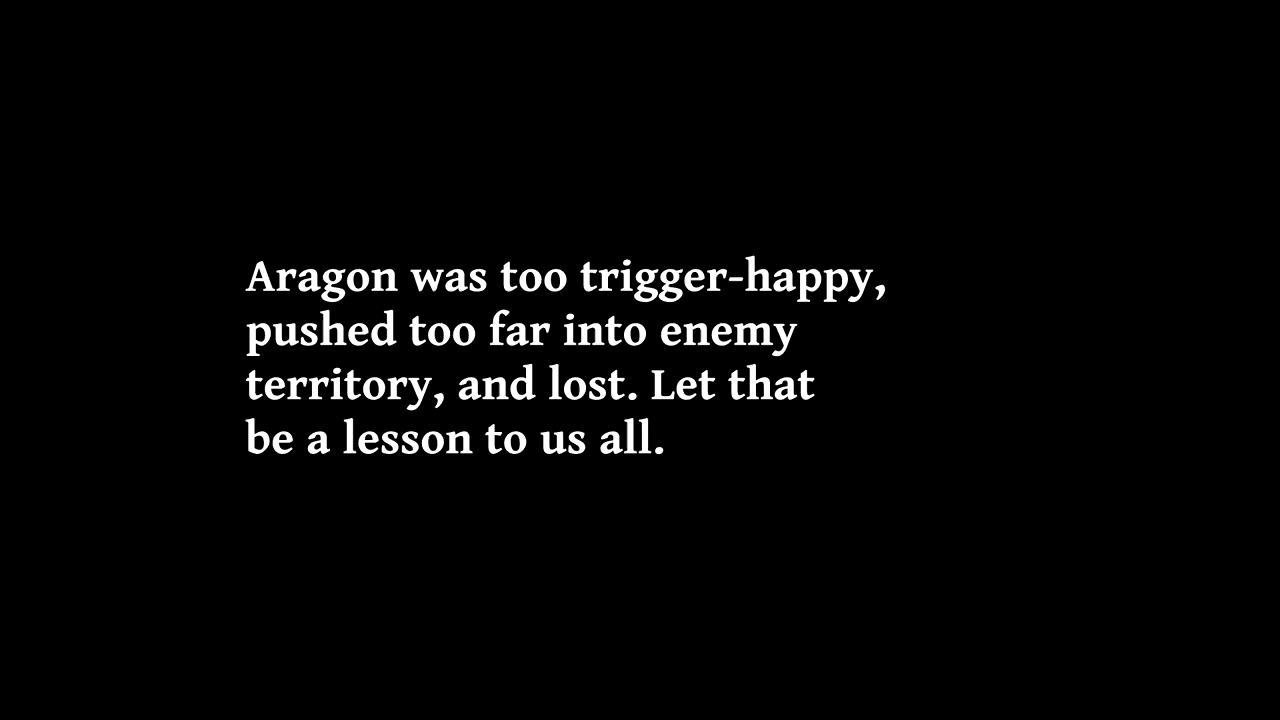 Aragon was too trigger-happy,
pushed too far into enemy
territory, and lost. Let that
be a lesson to us all.